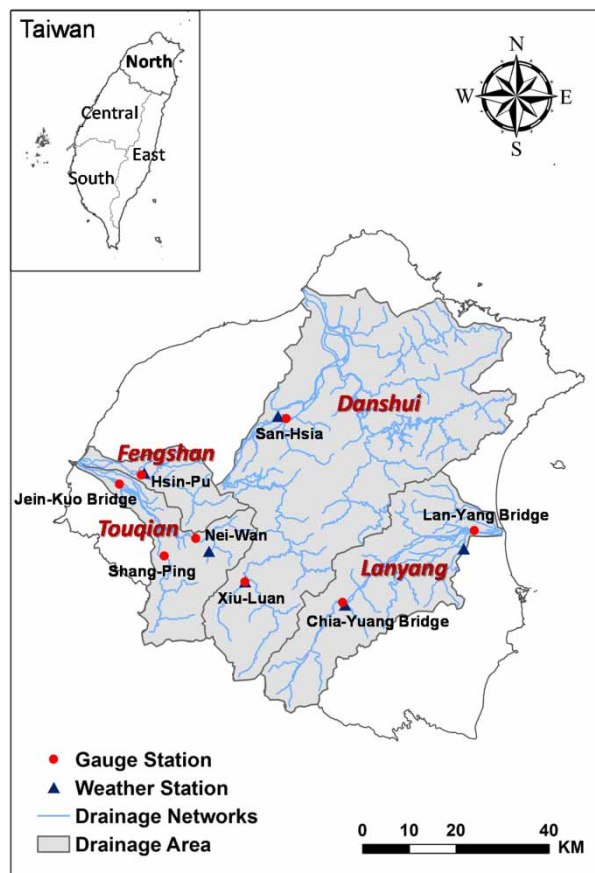 Taiwan
North
Central
East
South
N
W E
S
Danshui
San-Hsia
Fengshan
Hsin-Pu
Jein-Kuo Bridge
Lan-Yang Bridge
Touqian
Nei-Wan
Shang-Ping
Lanyang
Xiu-Luan
Chia-Yuang Bridge
Gauge Station
Weather Station
Drainage Networks
Drainage Area
0 10 20 40
KM